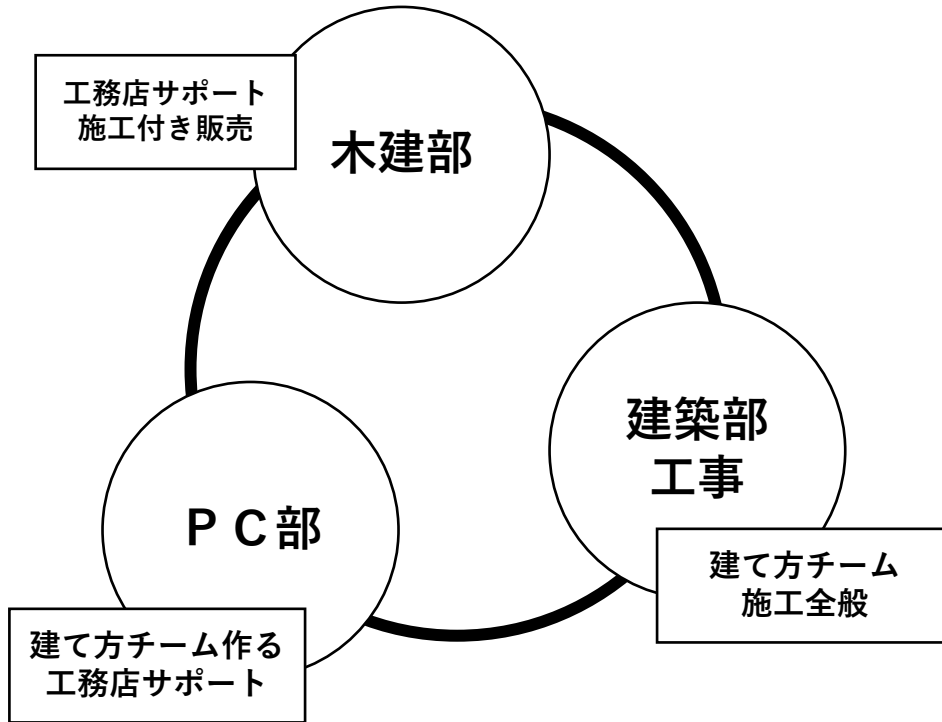 工務店サポート
施工付き販売
木建部
建築部
工事
建て方チーム
施工全般
ＰＣ部
建て方チーム作る
工務店サポート